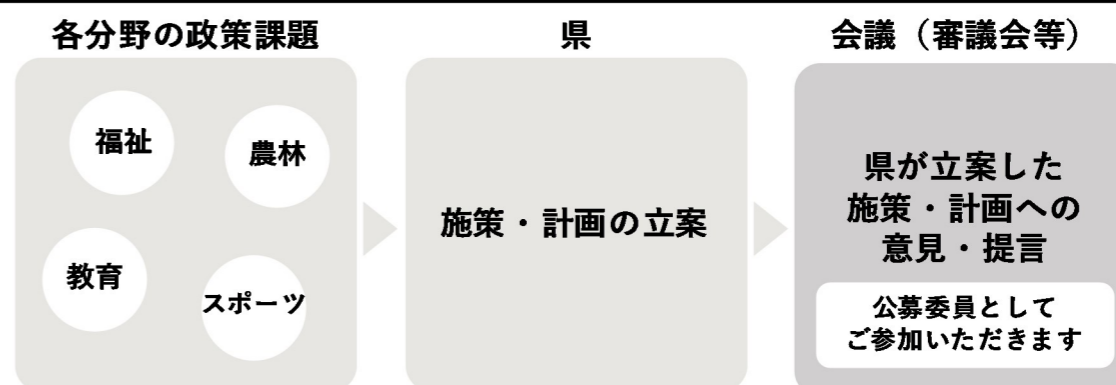 各分野の政策課題
福祉
農林
教育
スポーツ
県
施策・計画の立案
会議（審議会等）
県が立案した
施策・計画への
意見・提言
公募委員として
ご参加いただきます